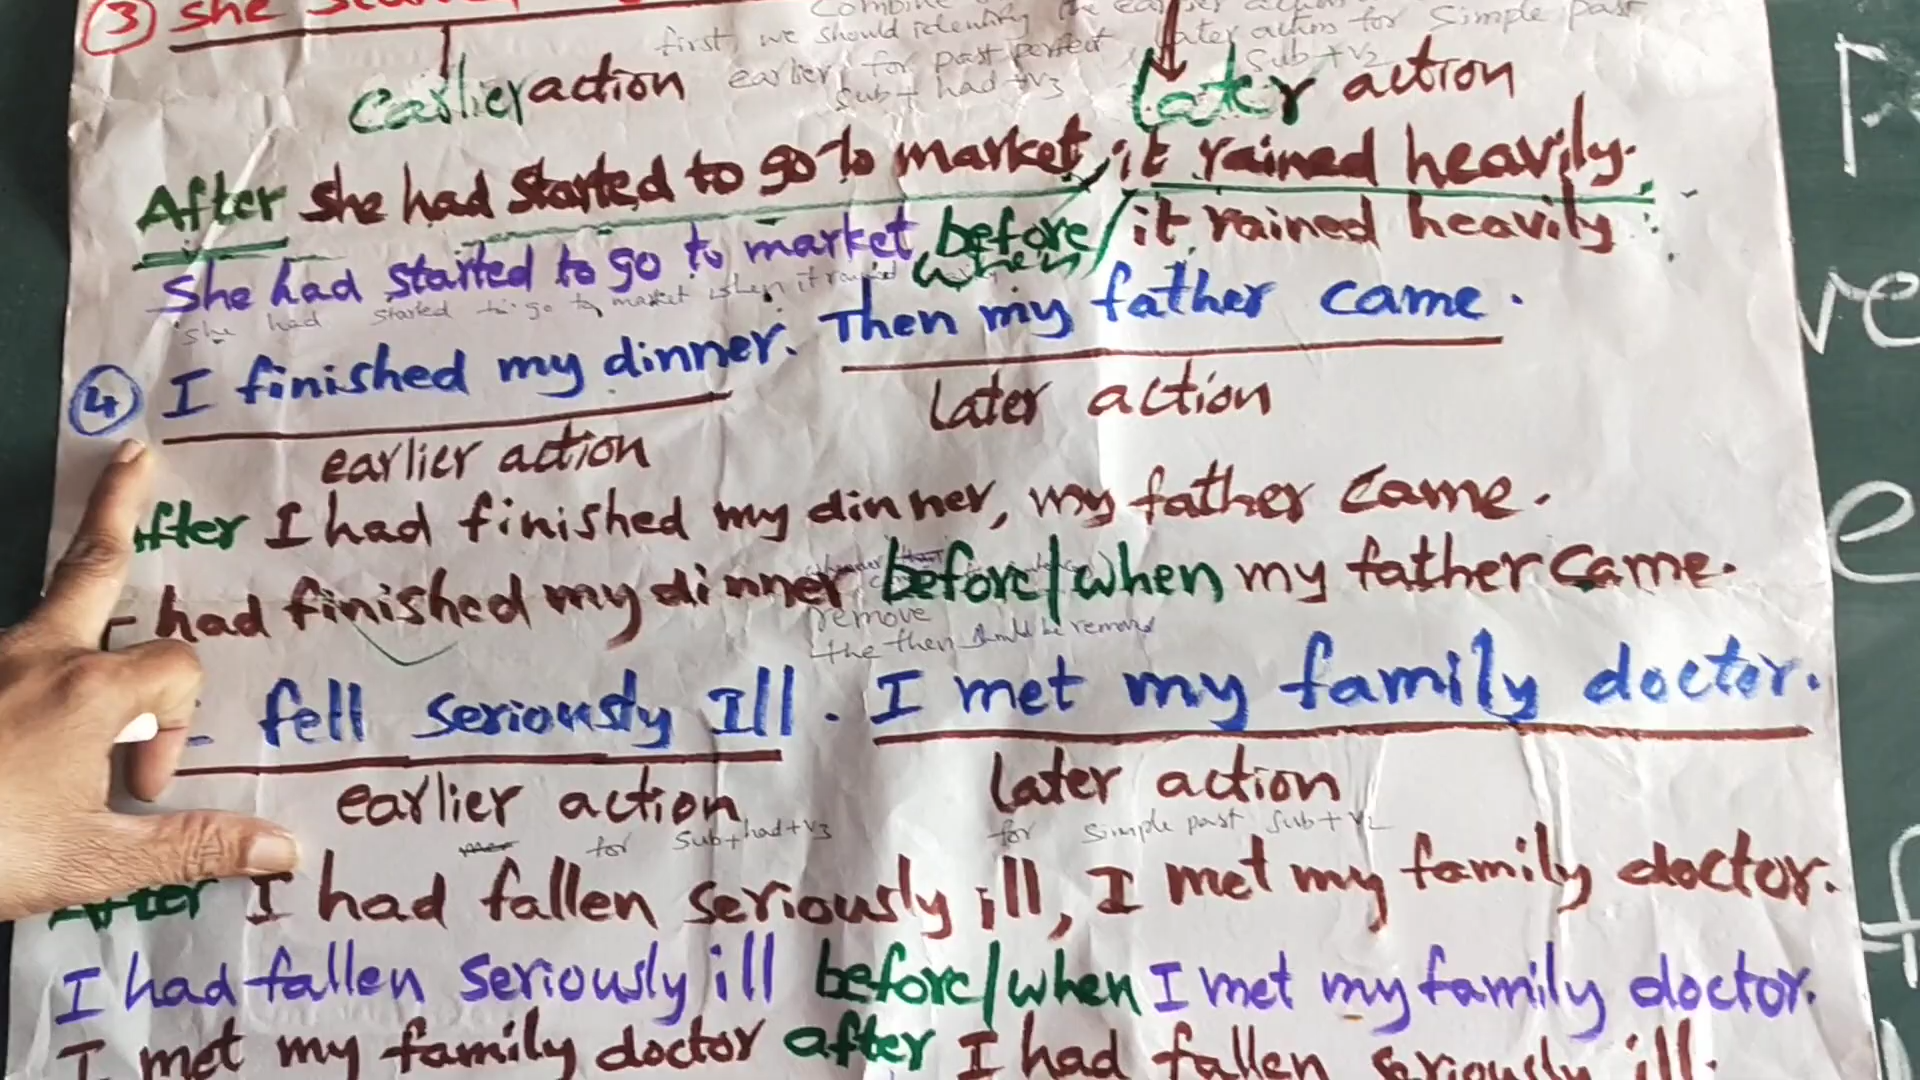 ③ She
Combine
first, we should identify the earlier action
later action for Simple past
earlier, for past perfect
Sub + V2
sub + had + V3
Earlier action Later action
After she had started to go to market, it rained heavily.
She had started to go to market before/when it rained heavily
she had started to go to market when it rained
④ I finished my dinner. Then my father came.
earlier action later action
After I had finished my dinner, my father came.
had finished my dinner before/when my father came.
remove
the then should be removed
fell seriously Ill. I met my family doctor.
earlier action later action
for Sub+had+V3 for simple past sub+V2
After I had fallen seriously ill, I met my family doctor.
I had fallen seriously ill before/when I met my family doctor.
I met my family doctor after I had fallen seriously ill.
ve
e
f